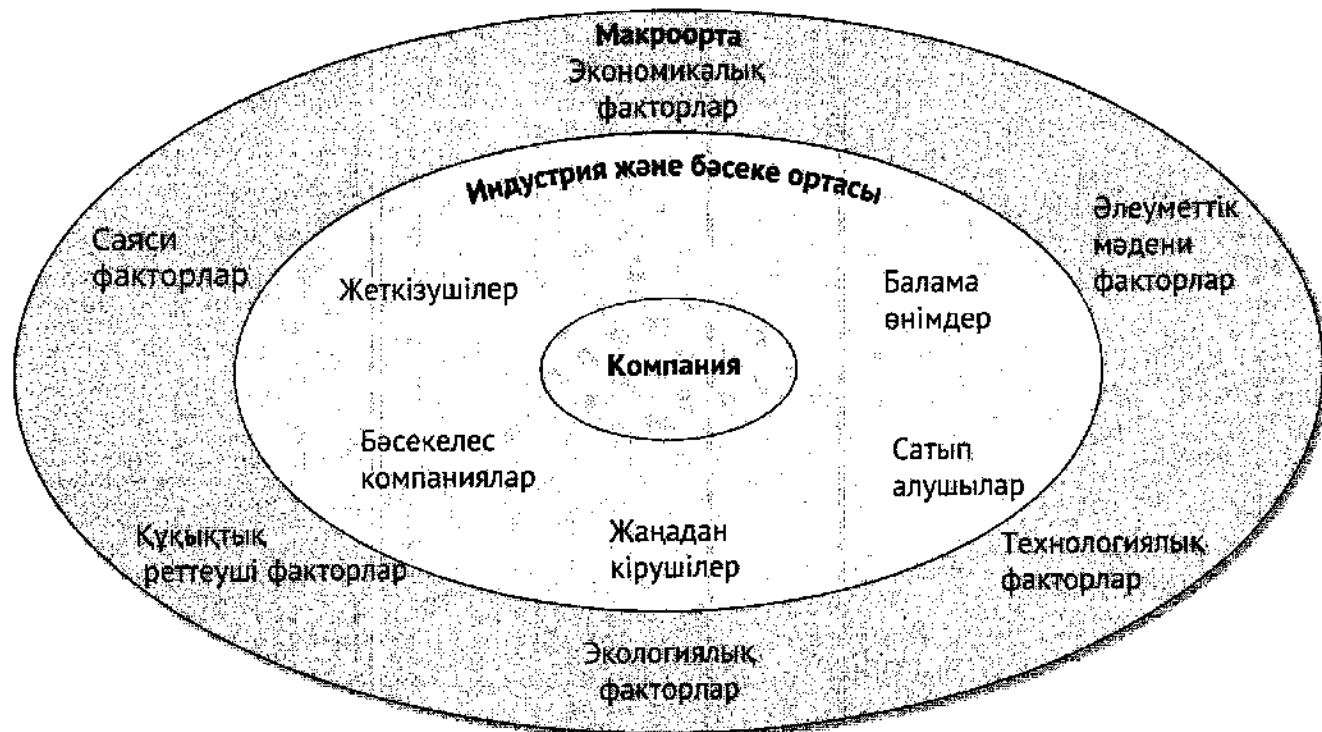 Макроорта
Экономикалық
факторлар
Индустрия және бәсеке ортасы
Саяси
факторлар
Әлеуметтік
мәдени
факторлар
Жеткізушілер
Балама
өнімдер
Компания
Бәсекелес
компаниялар
Сатып
алушылар
Жаңадан
кірушілер
Құқықтық
реттеуші факторлар
Технологиялық
факторлар
Экологиялық
факторлар